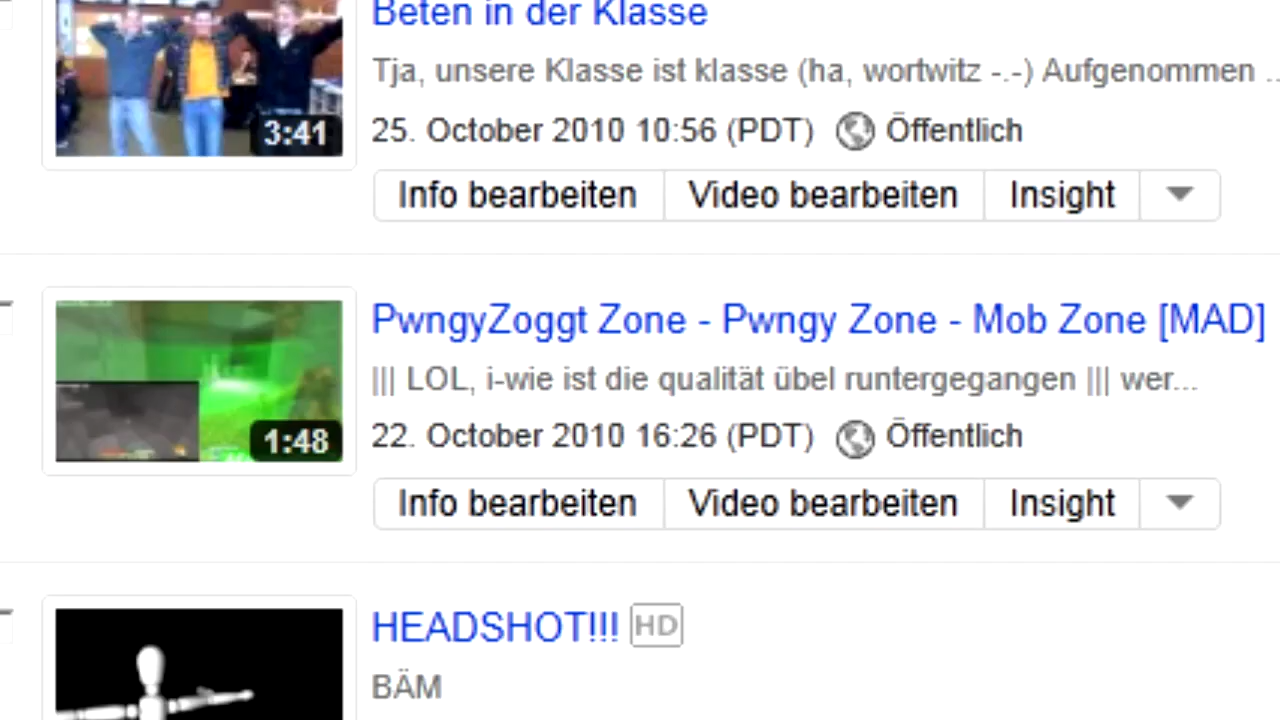 Beten in der Klasse
Tja, unsere Klasse ist klasse (ha, wortwitz -.-) Aufgenommen ...
3:41
25. October 2010 10:56 (PDT) Öffentlich
Info bearbeiten Video bearbeiten Insight
PwngyZoggt Zone - Pwngy Zone - Mob Zone [MAD]
||| LOL, i-wie ist die qualität übel runtergegangen ||| wer...
1:48
22. October 2010 16:26 (PDT) Öffentlich
Info bearbeiten Video bearbeiten Insight
HEADSHOT!!! HD
BÄM